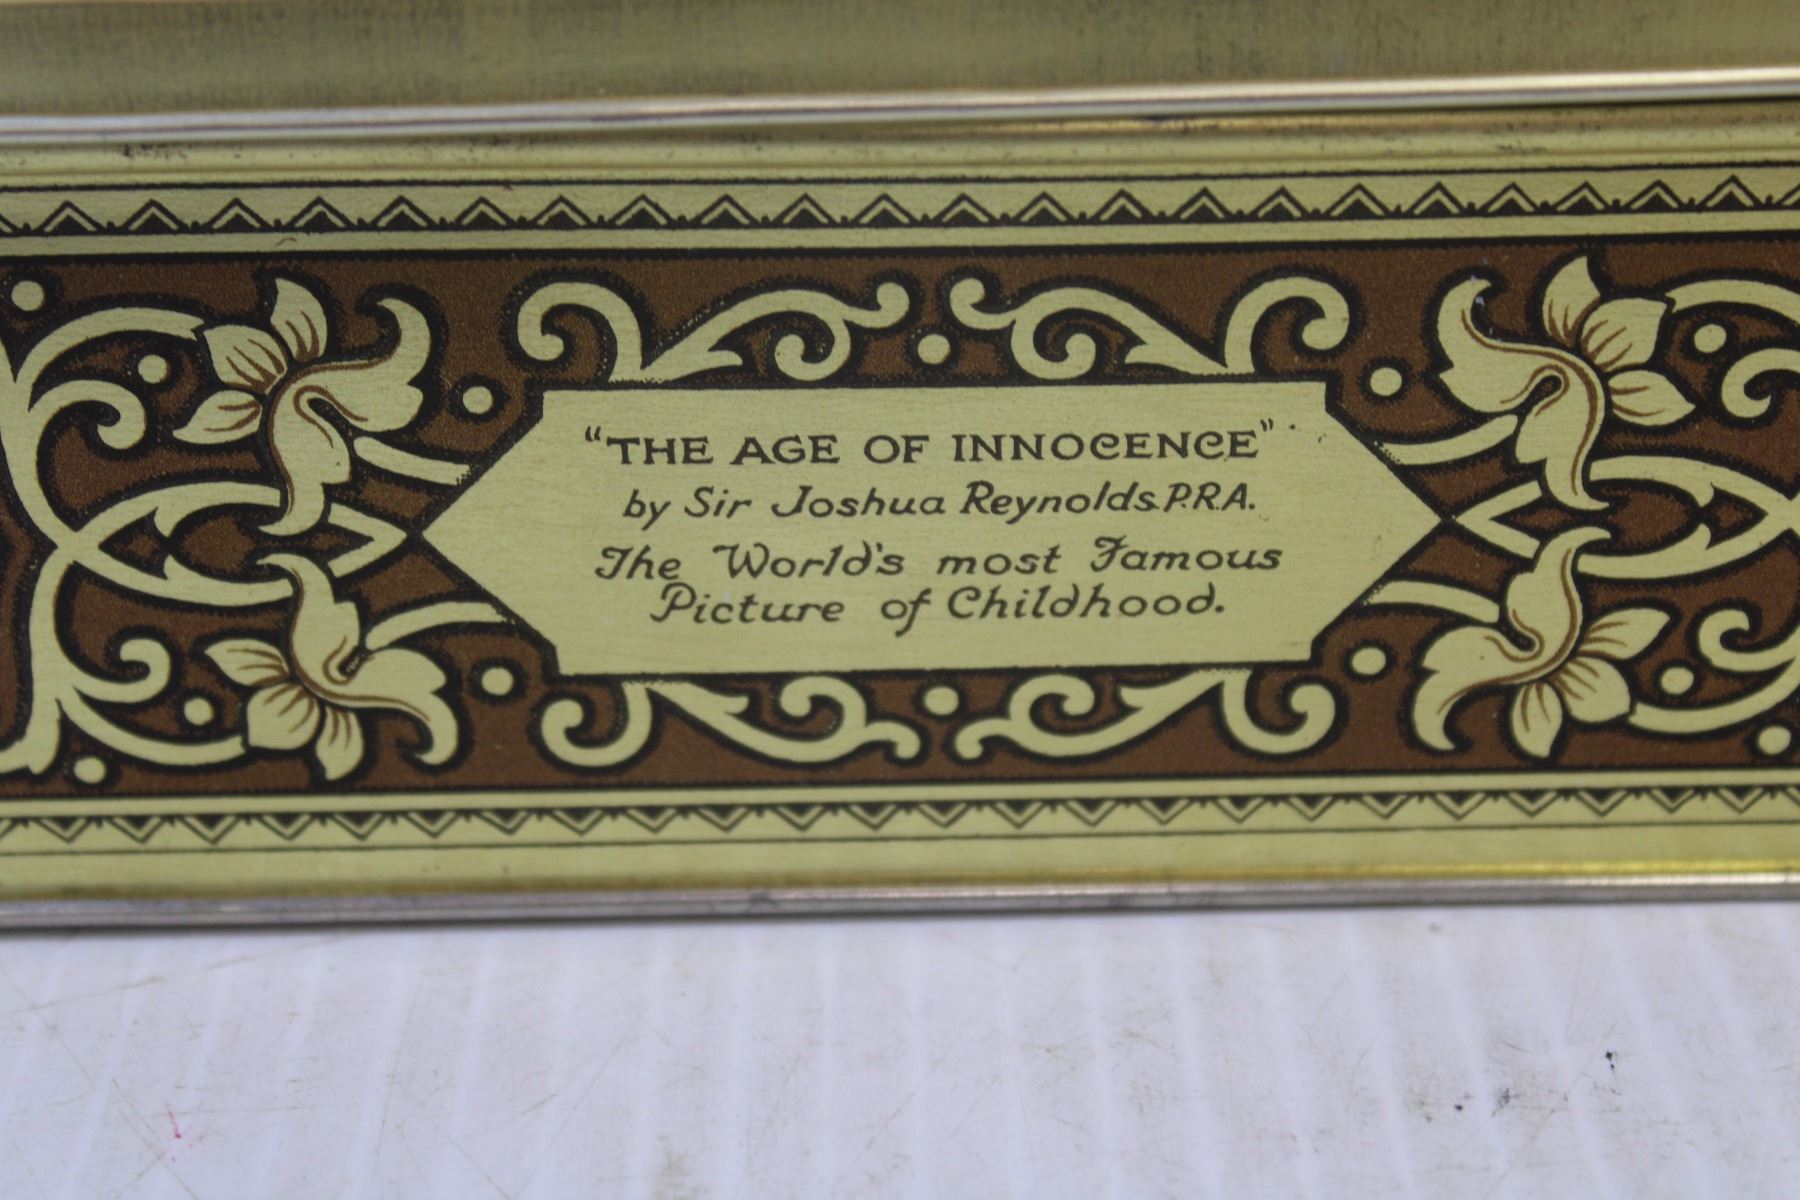 "THE AGE OF INNOCENCE"
by Sir Joshua Reynolds.P.R.A.
The World's most Famous
Picture of Childhood.